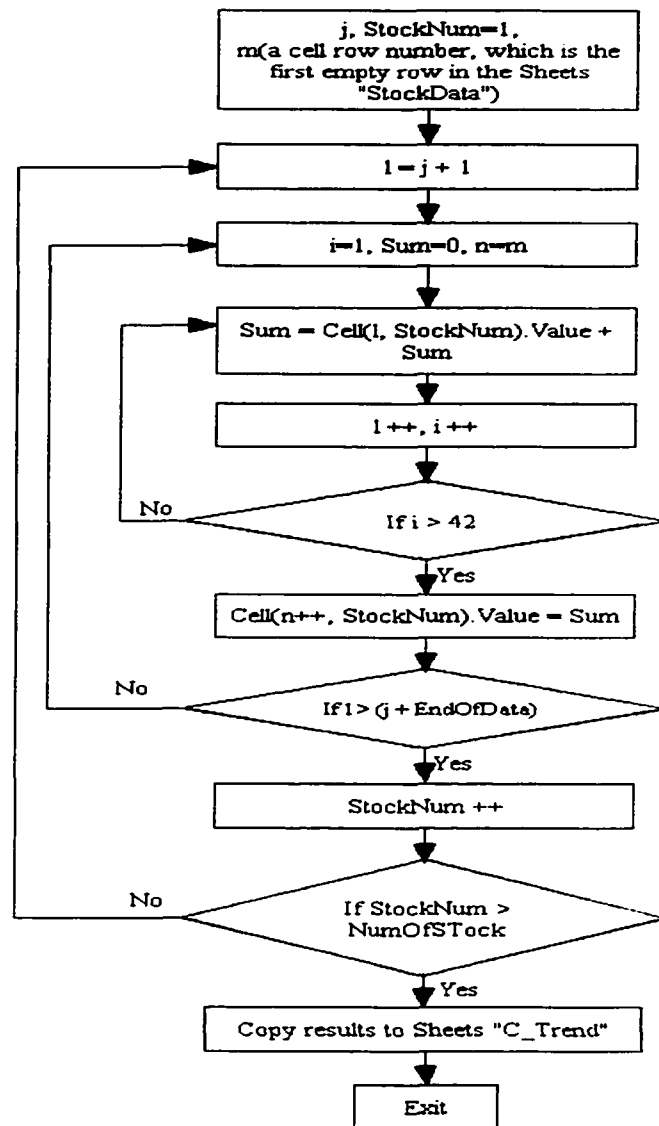 j, StockNum=1,
m(a cell row number, which is the
first empty row in the Sheets
"StockData")
l=j + 1
i=1, Sum=0, n=m
Sum = Cell(l, StockNum).Value +
Sum
l ++, i ++
No
If i > 42
Yes
Cell(n++, StockNum).Value = Sum
No
If l > (j + EndOfData)
Yes
StockNum ++
No
If StockNum >
NumOfSTock
Yes
Copy results to Sheets "C_Trend"
Exit